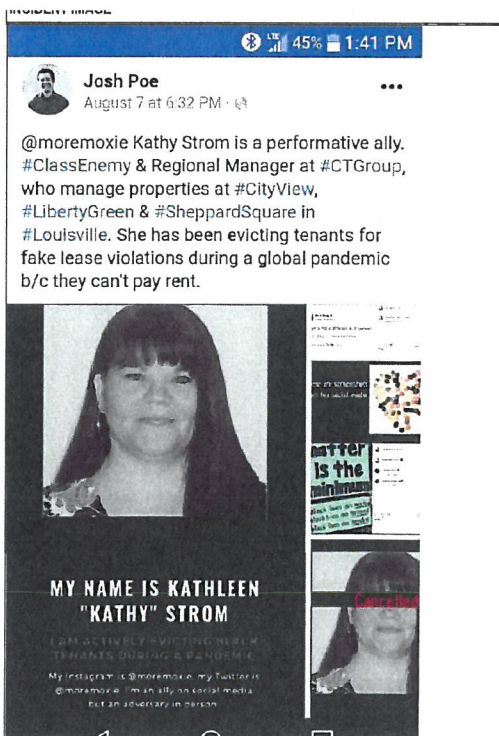 INCIDENT IMAGE
LTE 45% 1:41 PM
Josh Poe
August 7 at 6:32 PM ·
@moremoxie Kathy Strom is a performative ally.
#ClassEnemy & Regional Manager at #CTGroup,
who manage properties at #CityView,
#LibertyGreen & #SheppardSquare in
#Louisville. She has been evicting tenants for
fake lease violations during a global pandemic
b/c they can't pay rent.
MY NAME IS KATHLEEN
"KATHY" STROM
I AM ACTIVELY EVICTING BLACK
TENANTS DURING A PANDEMIC
My Instagram is @moremoxie, my Twitter is
@moremoxie. I'm an ally on social media
but an adversary in person
matter
is the
minimum
Cancelled